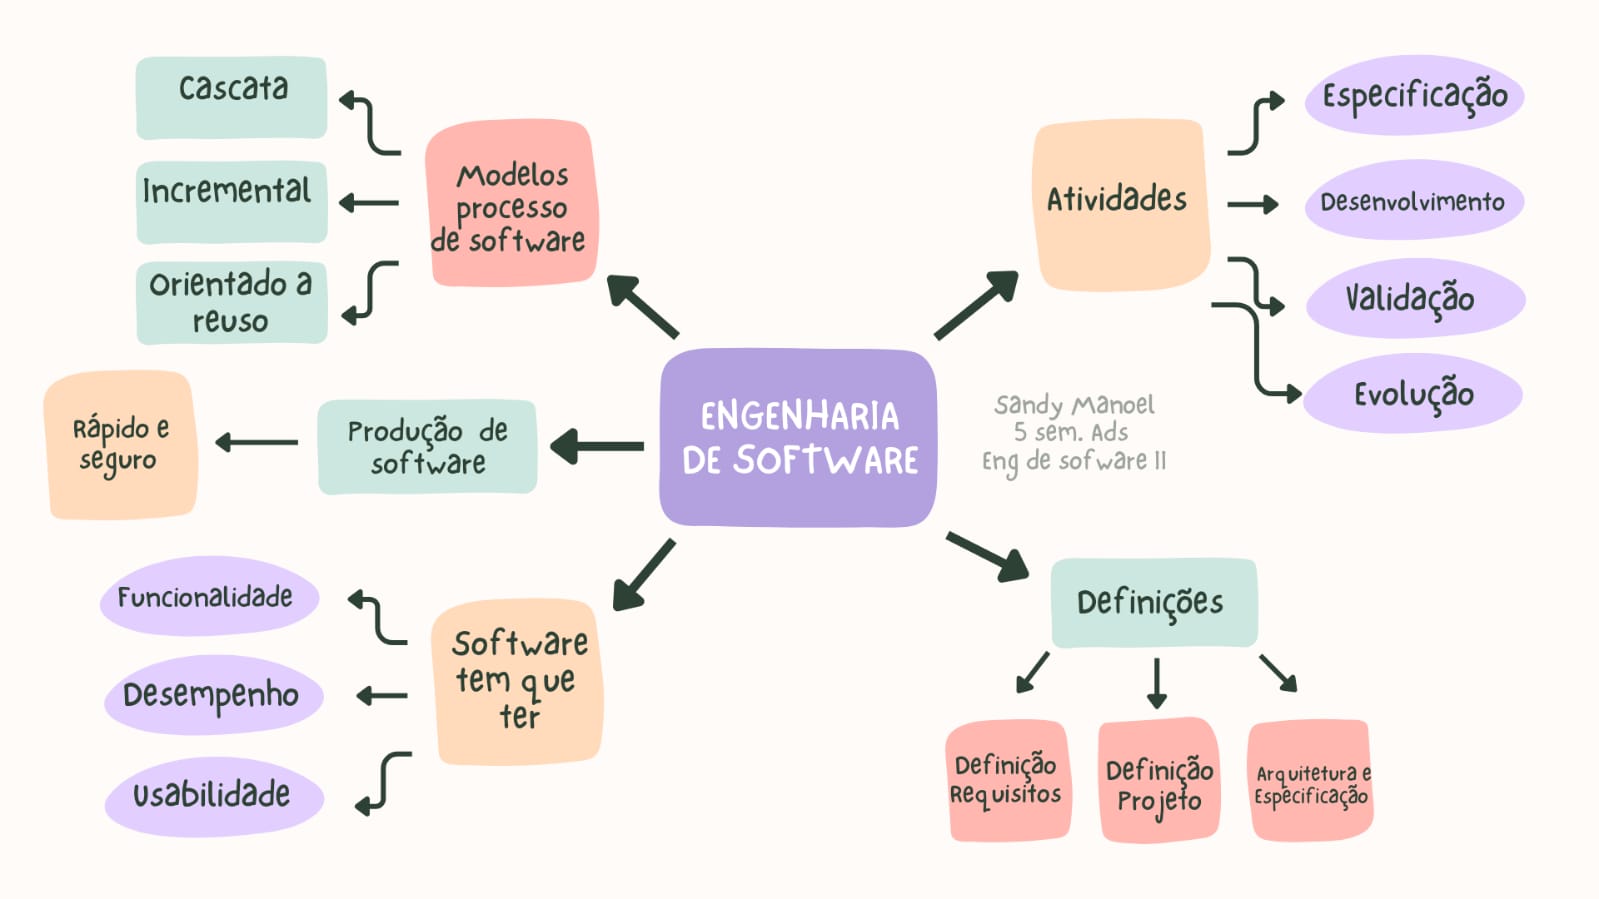 Cascata
Incremental
Orientado a
reuso
Modelos
processo
de software
Atividades
Especificação
Desenvolvimento
Validação
Evolução
Rápido e
seguro
Produção de
software
ENGENHARIA
DE SOFTWARE
Sandy Manoel
5 sem. Ads
Eng de sofware II
Funcionalidade
Desempenho
Usabilidade
Software
tem que
ter
Definições
Definição
Requisitos
Definição
Projeto
Arquitetura e
Especificação